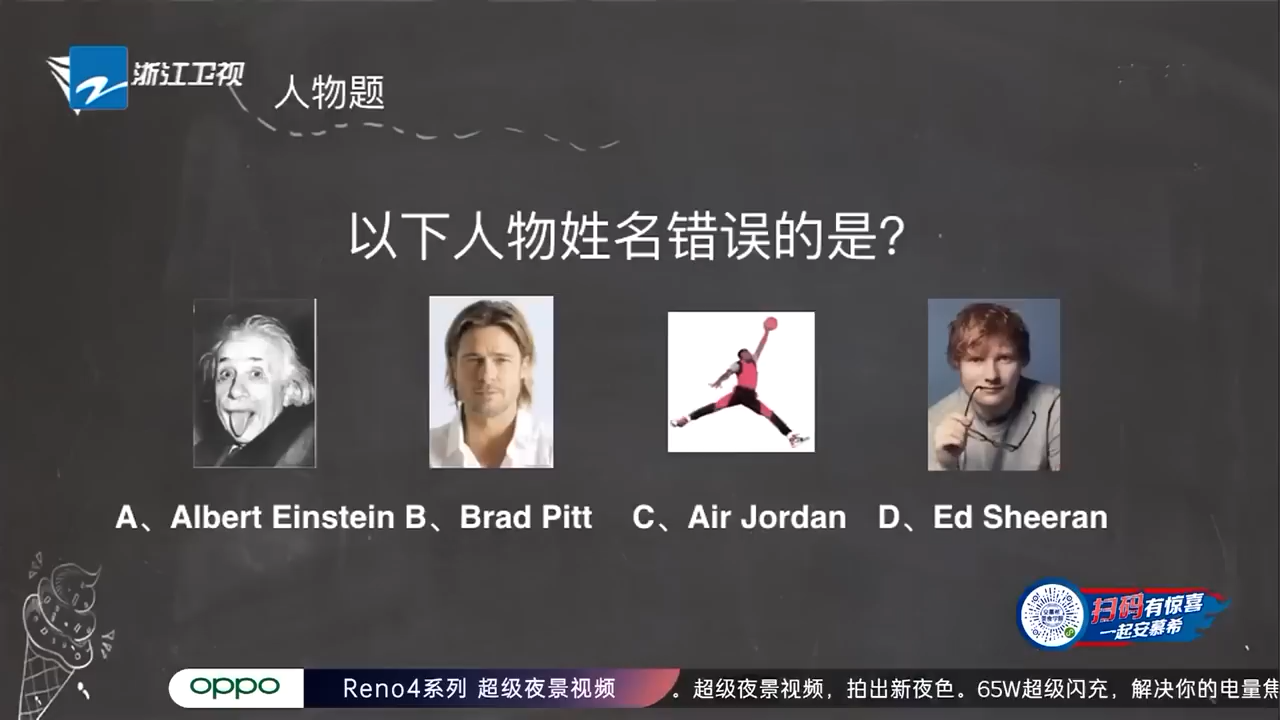 浙江卫视
人物题
以下人物姓名错误的是?
A、Albert Einstein B、Brad Pitt C、Air Jordan D、Ed Sheeran
扫码有惊喜
一起安慕希
oppo Reno4系列 超级夜景视频 。超级夜景视频，拍出新夜色。65W超级闪充，解决你的电量焦